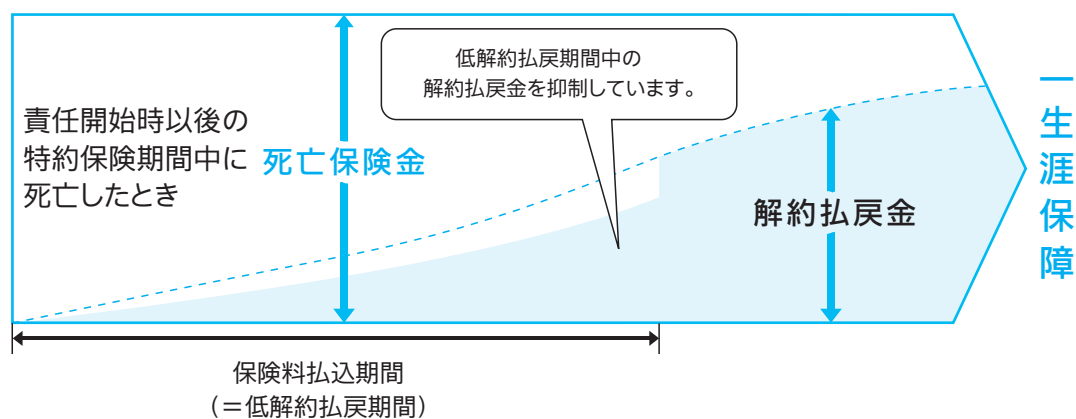 低解約払戻期間中の
解約払戻金を抑制しています。
責任開始時以後の
特約保険期間中に
死亡したとき
死亡保険金
解約払戻金
一生涯保障
保険料払込期間
（＝低解約払戻期間）